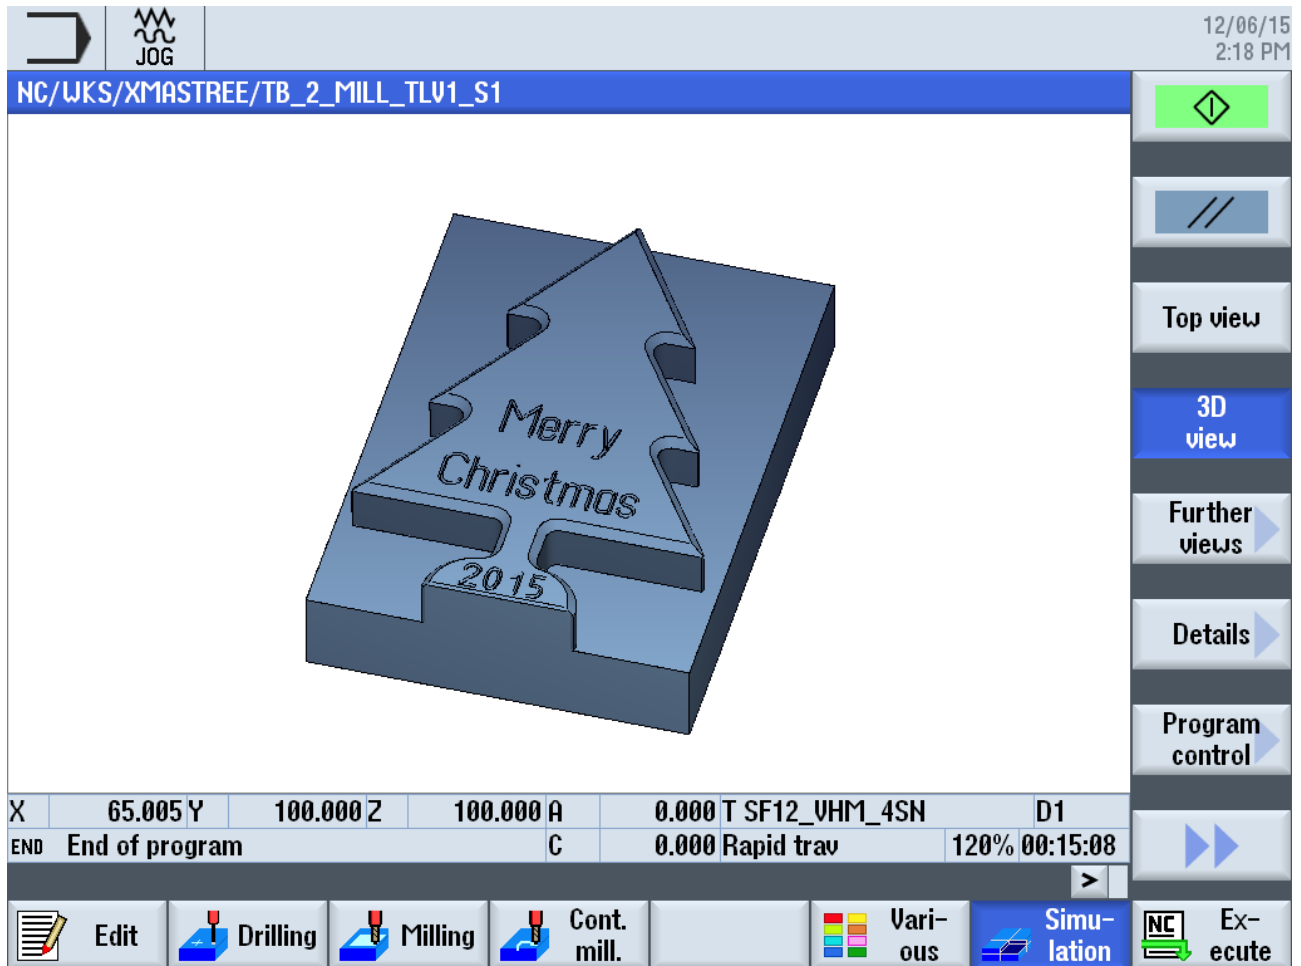 12/06/15
JOG
2:18 PM
NC/WKS/XMASTREE/TB_2_MILL_TLV1_S1
Top view
3D
view
Further
views
Details
Program
control
Merry
Christmas
2015
X 65.005 Y 100.000 Z 100.000 A 0.000 T SF12_VHM_4SN D1
END End of program C 0.000 Rapid trav 120% 00:15:08
>
Edit
Drilling
Milling
Cont.
mill.
Vari-
ous
Simu-
lation
NC
Ex-
ecute